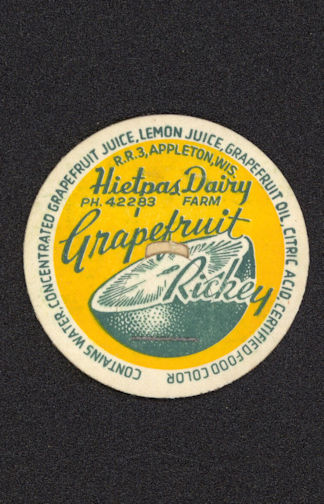 CONTAINS WATER, CONCENTRATED GRAPEFRUIT JUICE, LEMON JUICE, GRAPEFRUIT OIL, CITRIC ACID, CERTIFIED FOOD COLOR
R.R.3, APPLETON, WIS.
Hietpas Dairy
PH. 42283 FARM
Grapefruit
Rickey